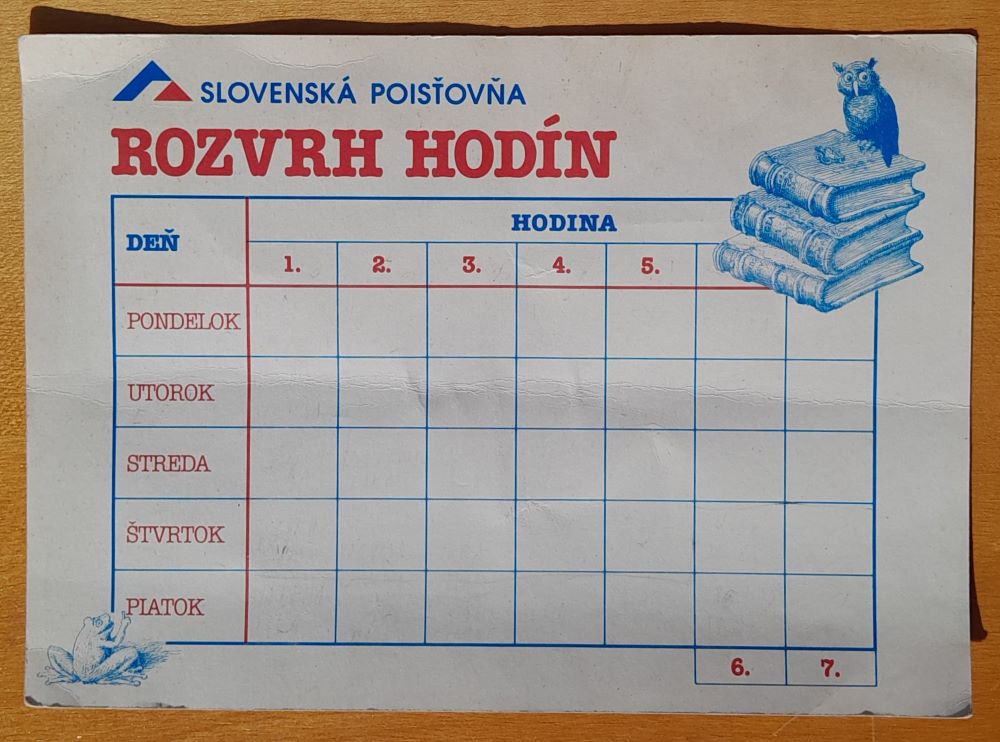 SLOVENSKÁ POISŤOVŇA
ROZVRH HODÍN
DEŇ
HODINA
1. 2. 3. 4. 5.
PONDELOK
UTOROK
STREDA
ŠTVRTOK
PIATOK
6. 7.